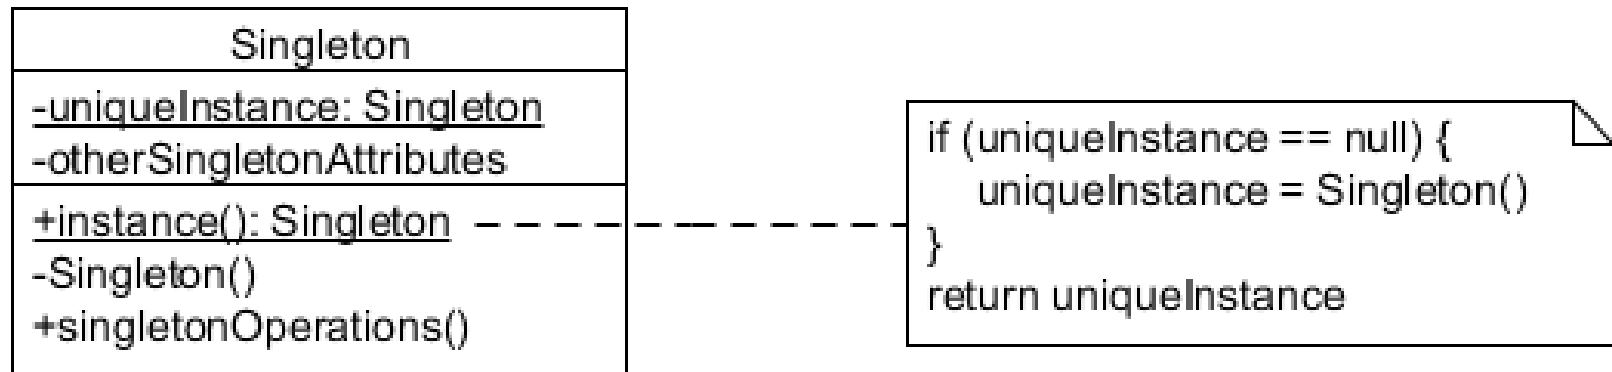 Singleton
-uniqueInstance: Singleton
-otherSingletonAttributes
+instance(): Singleton
-Singleton()
+singletonOperations()
if (uniqueInstance == null) {
uniqueInstance = Singleton()
}
return uniqueInstance